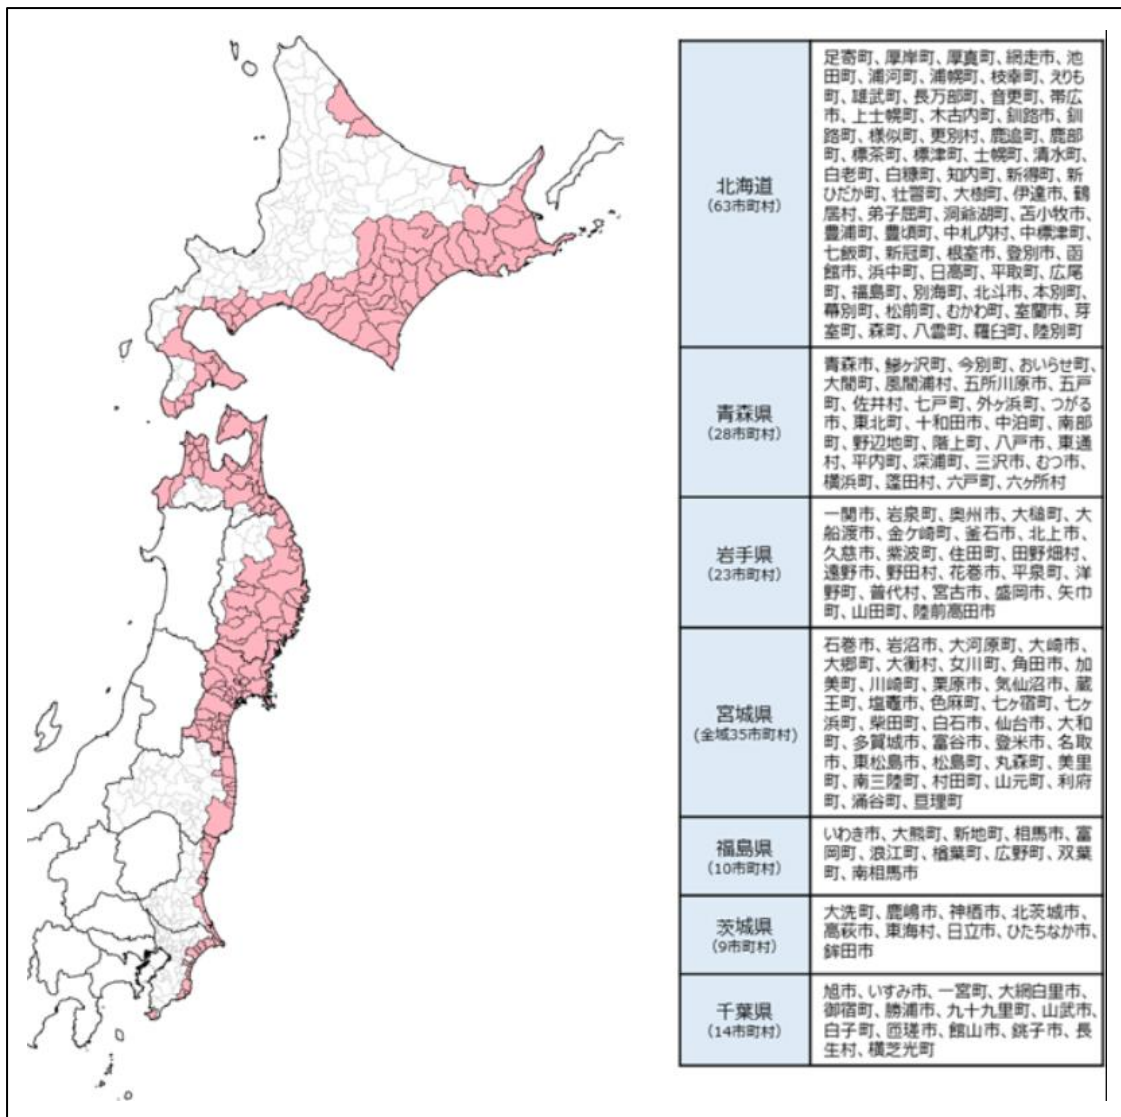 北海道
(63市町村)
足寄町、厚岸町、厚真町、網走市、池
田町、浦河町、浦幌町、枝幸町、えりも
町、雄武町、長万部町、音更町、帯広
市、上士幌町、木古内町、釧路市、釧
路町、様似町、更別村、鹿追町、鹿部
町、標茶町、標津町、士幌町、清水町、
白老町、白糠町、知内町、新得町、新
ひだか町、壮瞥町、大樹町、伊達市、鶴
居村、弟子屈町、洞爺湖町、苫小牧市、
豊浦町、豊頃町、中札内村、中標津町、
七飯町、新冠町、根室市、登別市、函
館市、浜中町、日高町、平取町、広尾
町、福島町、別海町、北斗市、本別町、
幕別町、松前町、むかわ町、室蘭市、芽
室町、森町、八雲町、羅臼町、陸別町
青森県
(28市町村)
青森市、鰺ヶ沢町、今別町、おいらせ町、
大間町、風間浦村、五所川原市、五戸
町、佐井村、七戸町、外ヶ浜町、つがる
市、東北町、十和田市、中泊町、南部
町、野辺地町、階上町、八戸市、東通
村、平内町、深浦町、三沢市、むつ市、
横浜町、蓬田村、六戸町、六ヶ所村
岩手県
(23市町村)
一関市、岩泉町、奥州市、大槌町、大
船渡市、金ケ崎町、釜石市、北上市、
久慈市、紫波町、住田町、田野畑村、
遠野市、野田村、花巻市、平泉町、洋
野町、普代村、宮古市、盛岡市、矢巾
町、山田町、陸前高田市
宮城県
(全域35市町村)
石巻市、岩沼市、大河原町、大崎市、
大郷町、大衡村、女川町、角田市、加
美町、川崎町、栗原市、気仙沼市、蔵
王町、塩竈市、色麻町、七ヶ宿町、七ヶ
浜町、柴田町、白石市、仙台市、大和
町、多賀城市、富谷市、登米市、名取
市、東松島市、松島町、丸森町、美里
町、南三陸町、村田町、山元町、利府
町、涌谷町、亘理町
福島県
(10市町村)
いわき市、大熊町、新地町、相馬市、富
岡町、浪江町、楢葉町、広野町、双葉
町、南相馬市
茨城県
(9市町村)
大洗町、鹿嶋市、神栖市、北茨城市、
高萩市、東海村、日立市、ひたちなか市、
鉾田市
千葉県
(14市町村)
旭市、いすみ市、一宮町、大網白里市、
御宿町、勝浦市、九十九里町、山武市、
白子町、匝瑳市、館山市、銚子市、長
生村、横芝光町